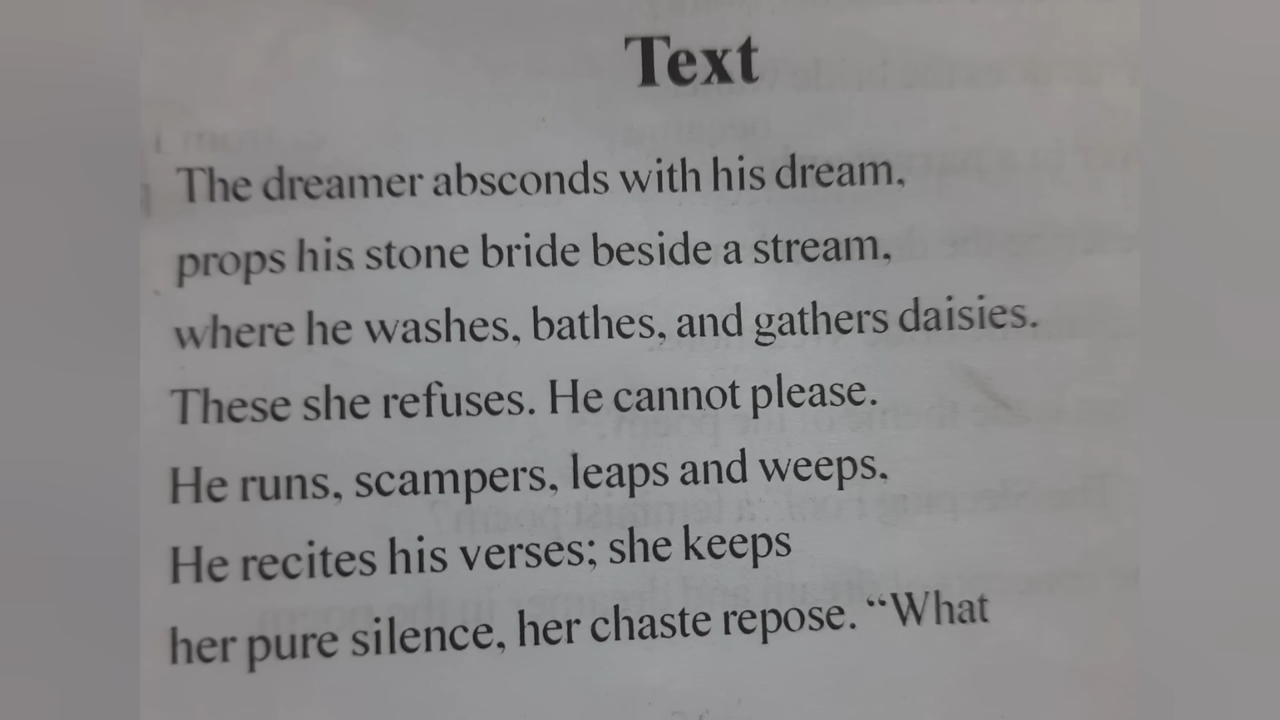 Text
The dreamer absconds with his dream,
props his stone bride beside a stream,
where he washes, bathes, and gathers daisies.
These she refuses. He cannot please.
He runs, scampers, leaps and weeps.
He recites his verses; she keeps
her pure silence, her chaste repose. “What